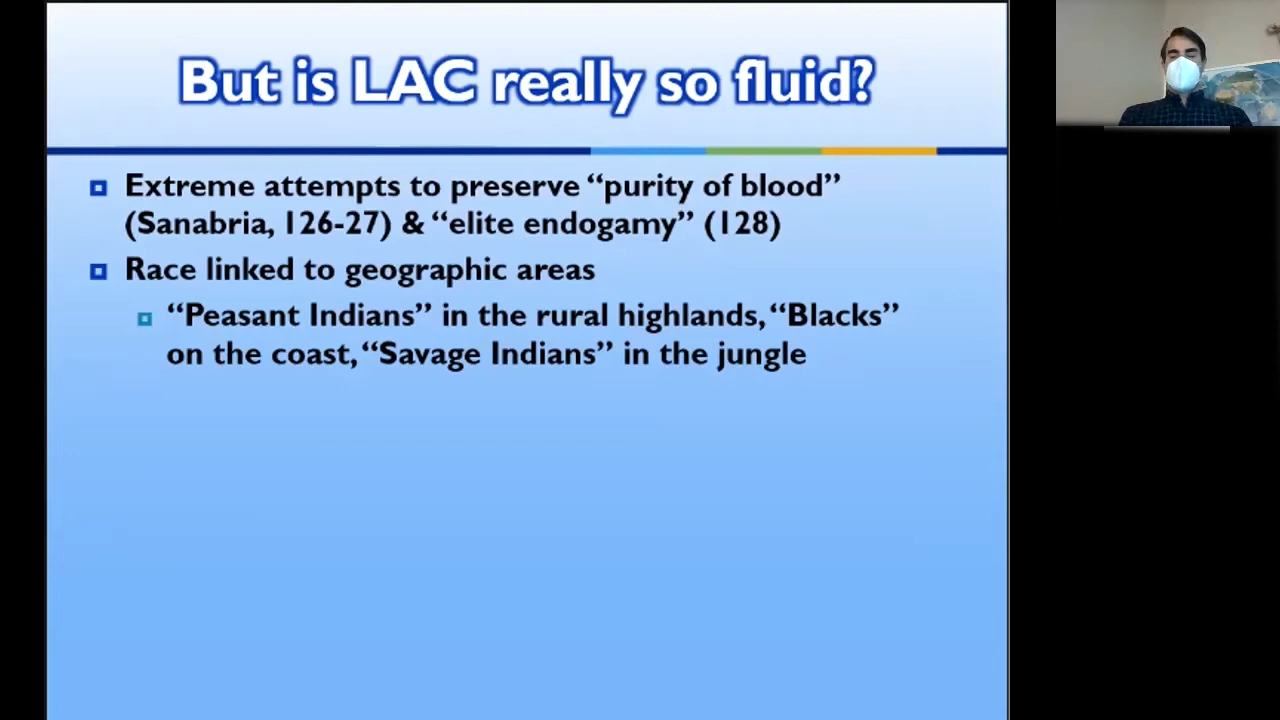 But is LAC really so fluid?
Extreme attempts to preserve “purity of blood”
(Sanabria, 126-27) & “elite endogamy” (128)
Race linked to geographic areas
“Peasant Indians” in the rural highlands, “Blacks”
on the coast, “Savage Indians” in the jungle